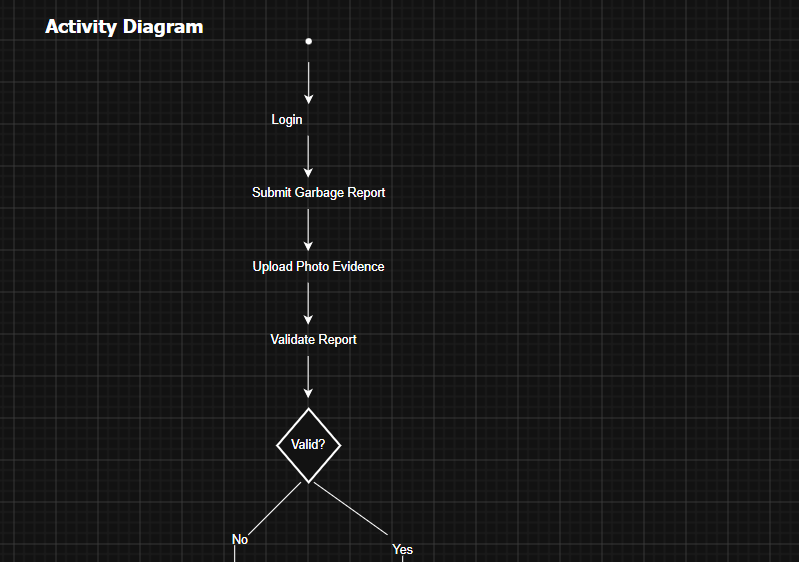 Activity Diagram
Login
Submit Garbage Report
Upload Photo Evidence
Validate Report
Valid?
No
Yes